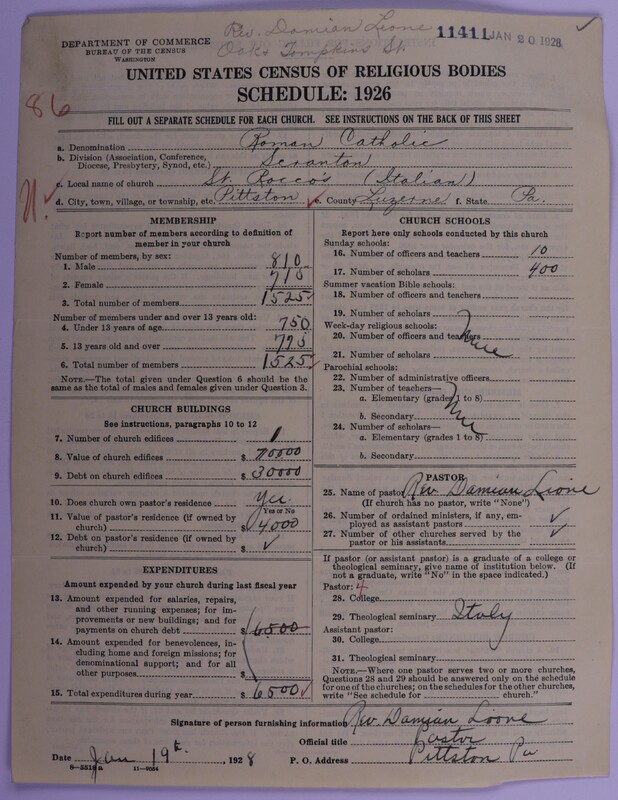 Rev. Damian Lione
11411 JAN 20 1928
Oaks Tompkins St.
DEPARTMENT OF COMMERCE
BUREAU OF THE CENSUS
WASHINGTON
UNITED STATES CENSUS OF RELIGIOUS BODIES
SCHEDULE: 1926
86
FILL OUT A SEPARATE SCHEDULE FOR EACH CHURCH. SEE INSTRUCTIONS ON THE BACK OF THIS SHEET
a. Denomination Roman Catholic
b. Division (Association, Conference, Diocese, Presbytery, Synod, etc.) Scranton
c. Local name of church St. Rocco's (Italian)
d. City, town, village, or township, etc. Pittston e. County Luzerne f. State Pa.
MEMBERSHIP
Report number of members according to definition of
member in your church
Number of members, by sex:
1. Male 810
2. Female 715
3. Total number of members 1525
Number of members under and over 13 years old:
4. Under 13 years of age 750
5. 13 years old and over 775
6. Total number of members 1525
NOTE.—The total given under Question 6 should be
same as the total of males and females given under Question 3.
CHURCH BUILDINGS
See instructions, paragraphs 10 to 12
7. Number of church edifices 1
8. Value of church edifices $ 70000
9. Debt on church edifices $ 30000
10. Does church own pastor's residence Yes.
Yes or No
11. Value of pastor's residence (if owned by
church) $ 4000
12. Debt on pastor's residence (if owned by
church) $ ✓
EXPENDITURES
Amount expended by your church during last fiscal year
13. Amount expended for salaries, repairs,
and other running expenses; for im-
provements or new buildings; and for
payments on church debt $ 6500
14. Amount expended for benevolences, in-
cluding home and foreign missions; for
denominational support; and for all
other purposes $
15. Total expenditures during year $ 6500
CHURCH SCHOOLS
Report here only schools conducted by this church
Sunday schools:
16. Number of officers and teachers 10
17. Number of scholars 400
Summer vacation Bible schools:
18. Number of officers and teachers
19. Number of scholars
Week-day religious schools:
20. Number of officers and teachers
21. Number of scholars
Parochial schools:
22. Number of administrative officers
23. Number of teachers—
a. Elementary (grades 1 to 8)
b. Secondary
24. Number of scholars—
a. Elementary (grades 1 to 8)
b. Secondary
PASTOR
25. Name of pastor Rev. Damian Lione
(If church has no pastor, write "None")
26. Number of ordained ministers, if any, em-
ployed as assistant pastors ✓
27. Number of other churches served by the
pastor or his assistants ✓
If pastor (or assistant pastor) is a graduate of a college or
theological seminary, give name of institution below. (If
not a graduate, write "No" in the space indicated.)
Pastor: 4
28. College
29. Theological seminary Italy
Assistant pastor:
30. College
31. Theological seminary
NOTE.—Where one pastor serves two or more churches,
Questions 28 and 29 should be answered only on the schedule
for one of the churches; on the schedules for the other churches,
write "See schedule for church."
Signature of person furnishing information Rev. Damian Lione
Official title Pastor
Date Jan 19th, 1928 P. O. Address Pittston Pa
8-5518a 11-9034